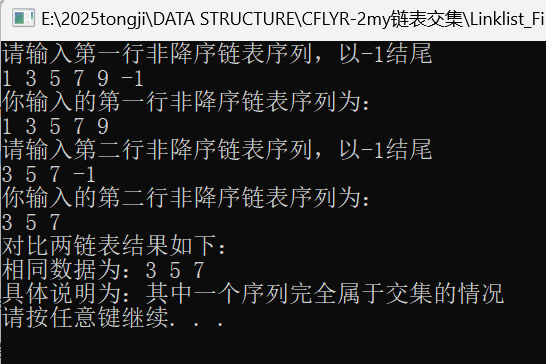 E:\2025tongji\DATA STRUCTURE\CFLYR-2my链表交集\Linklist_Fi
请输入第一行非降序链表序列，以-1结尾
1 3 5 7 9 -1
你输入的第一行非降序链表序列为：
1 3 5 7 9
请输入第二行非降序链表序列，以-1结尾
3 5 7 -1
你输入的第二行非降序链表序列为：
3 5 7
对比两链表结果如下：
相同数据为：3 5 7
具体说明为：其中一个序列完全属于交集的情况
请按任意键继续. . .